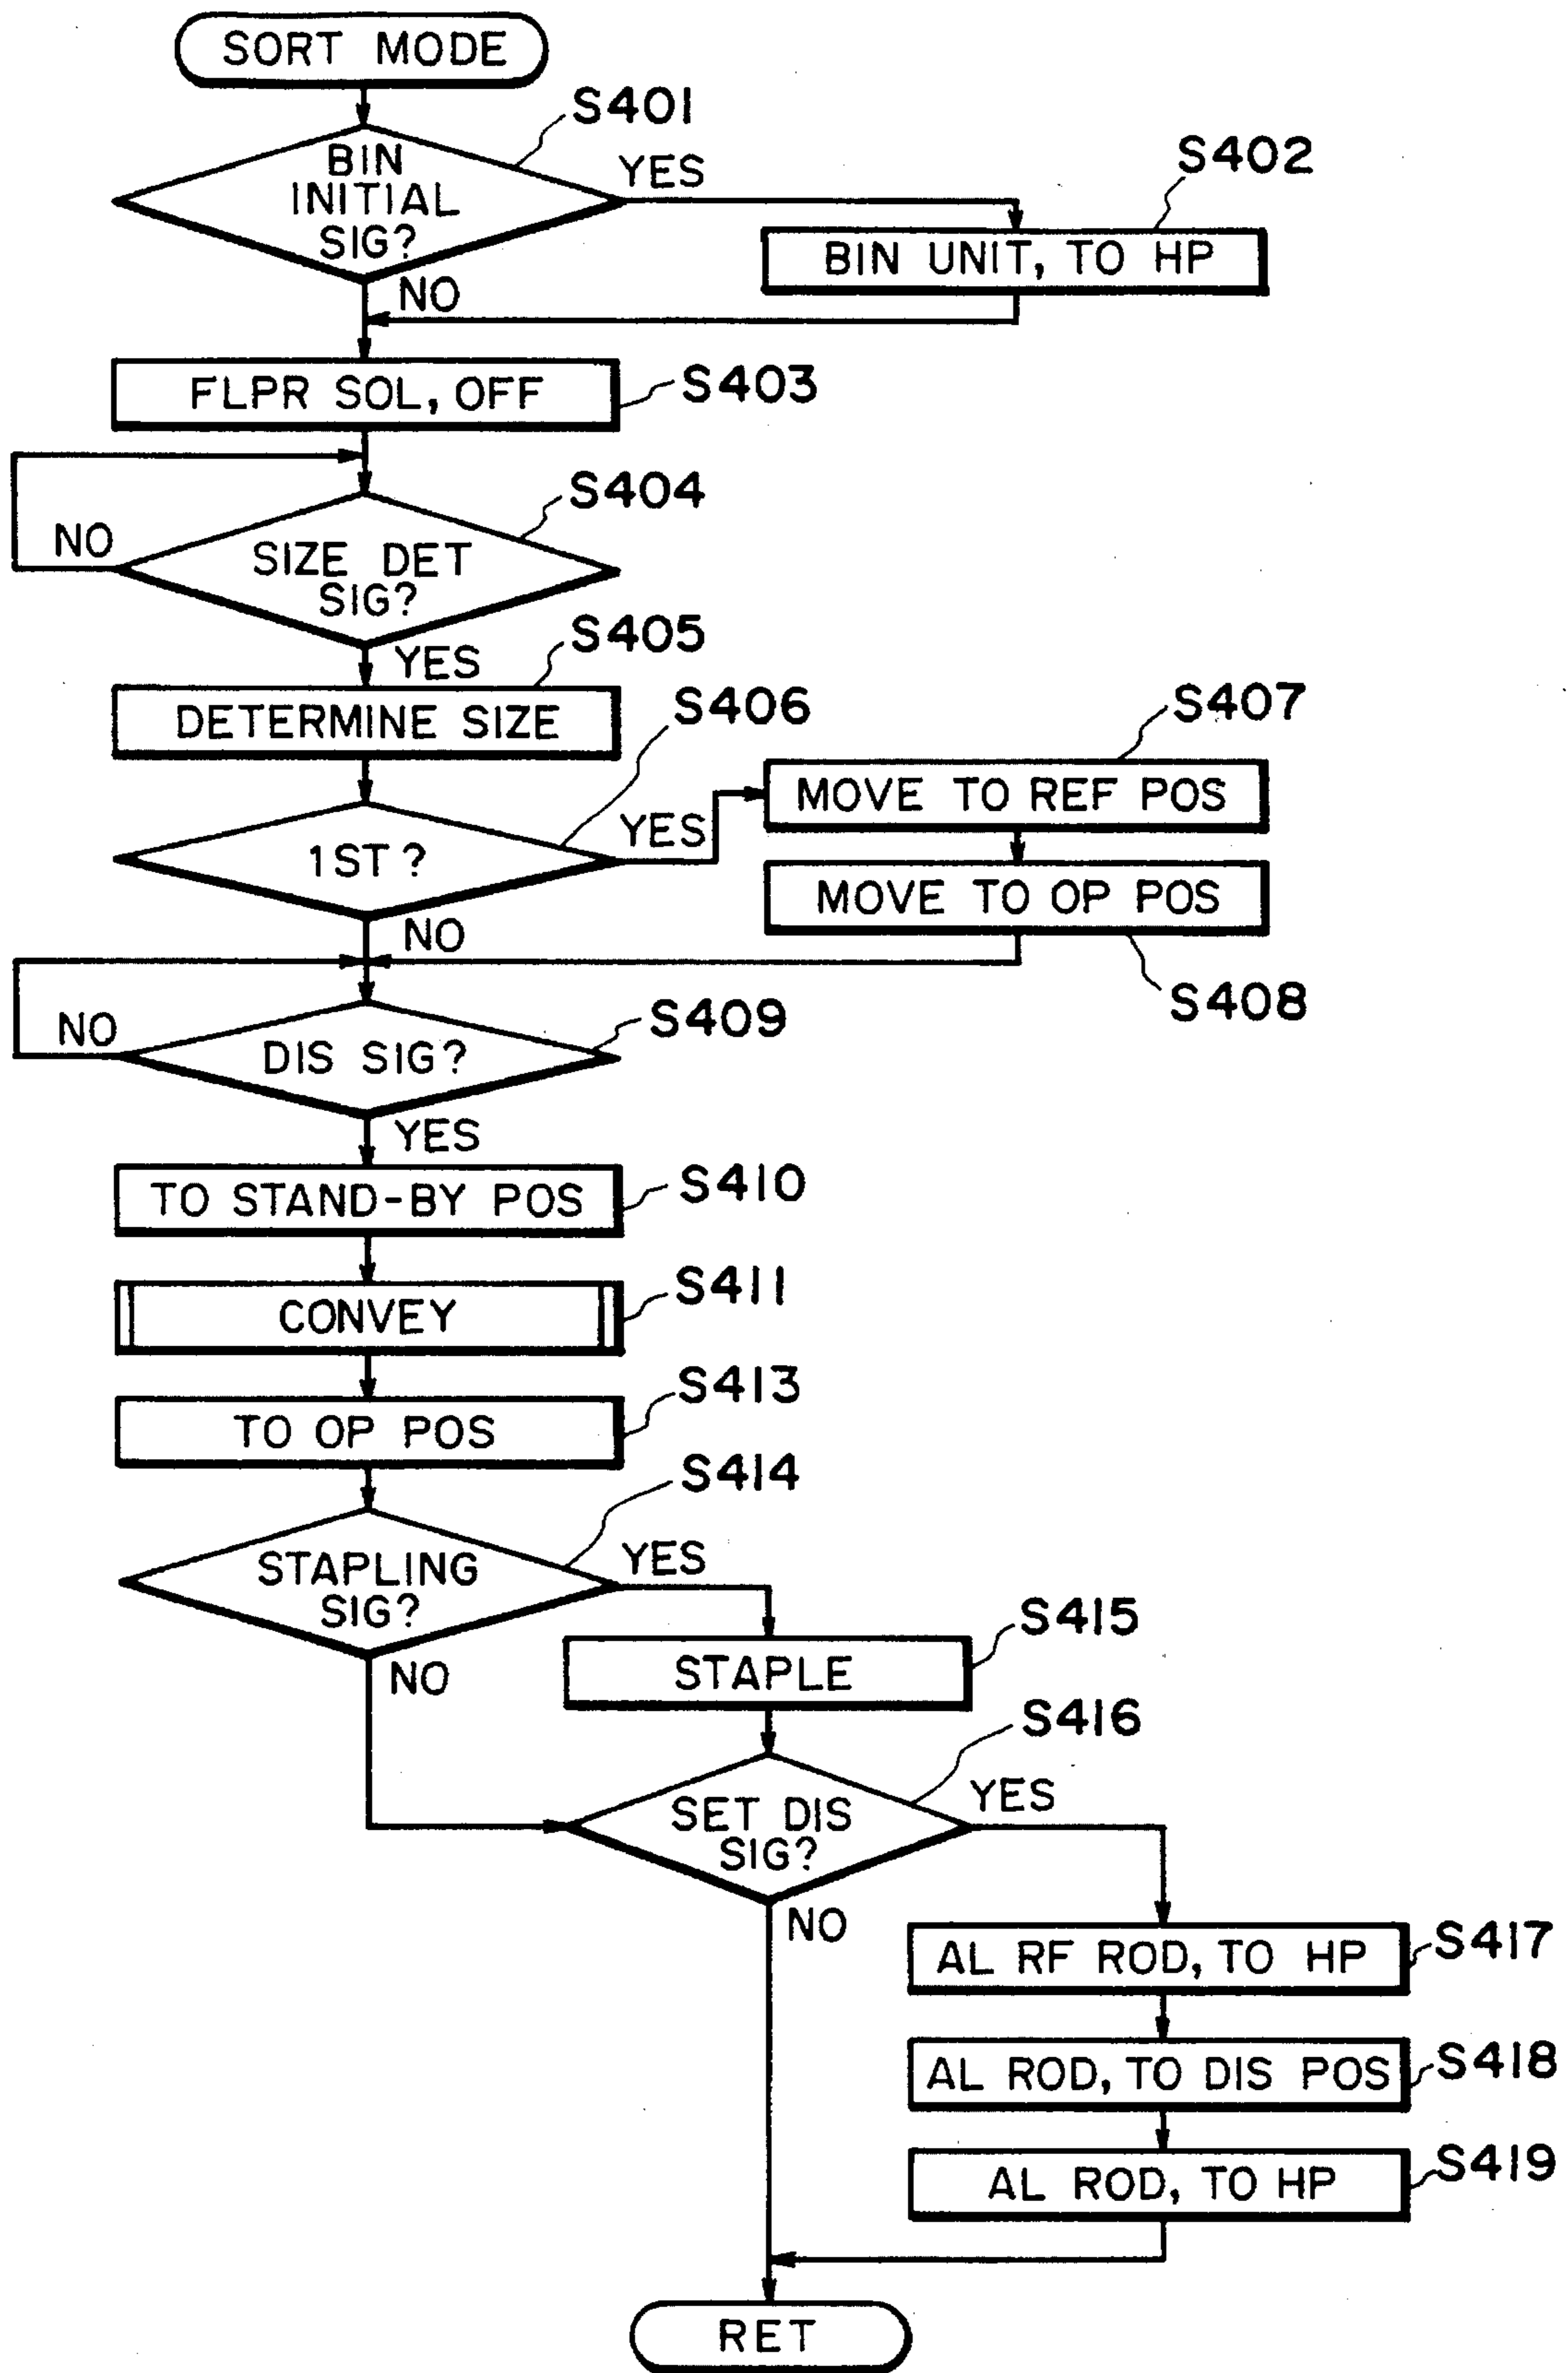 SORT MODE
S401
BIN
INITIAL
SIG?
YES
S402
BIN UNIT, TO HP
NO
FLPR SOL, OFF
S403
S404
NO
SIZE DET
SIG?
S405
YES
DETERMINE SIZE
S406
S407
MOVE TO REF POS
1ST?
YES
MOVE TO OP POS
NO
S408
S409
NO
DIS SIG?
YES
TO STAND-BY POS
S410
CONVEY
S411
S413
TO OP POS
S414
STAPLING
SIG?
YES
S415
STAPLE
NO
S416
SET DIS
SIG?
YES
NO
AL RF ROD, TO HP
S417
AL ROD, TO DIS POS
S418
AL ROD, TO HP
S419
RET